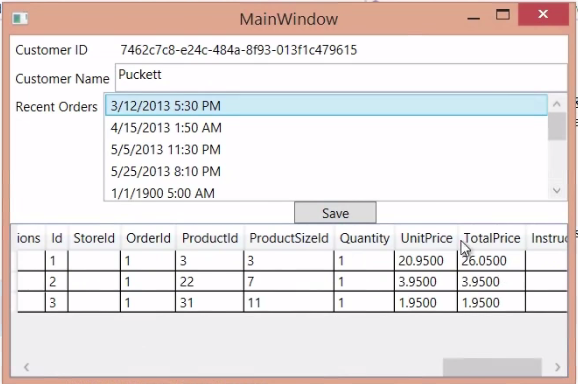 MainWindow
Customer ID 7462c7c8-e24c-484a-8f93-013f1c479615
Customer Name Puckett
Recent Orders 3/12/2013 5:30 PM
4/15/2013 1:50 AM
5/5/2013 11:30 PM
5/25/2013 8:10 PM
1/1/1900 5:00 AM
Save
ions Id StoreId OrderId ProductId ProductSizeId Quantity UnitPrice TotalPrice Instruc
1 1 3 3 1 20.9500 26.0500
2 1 22 7 1 3.9500 3.9500
3 1 31 11 1 1.9500 1.9500